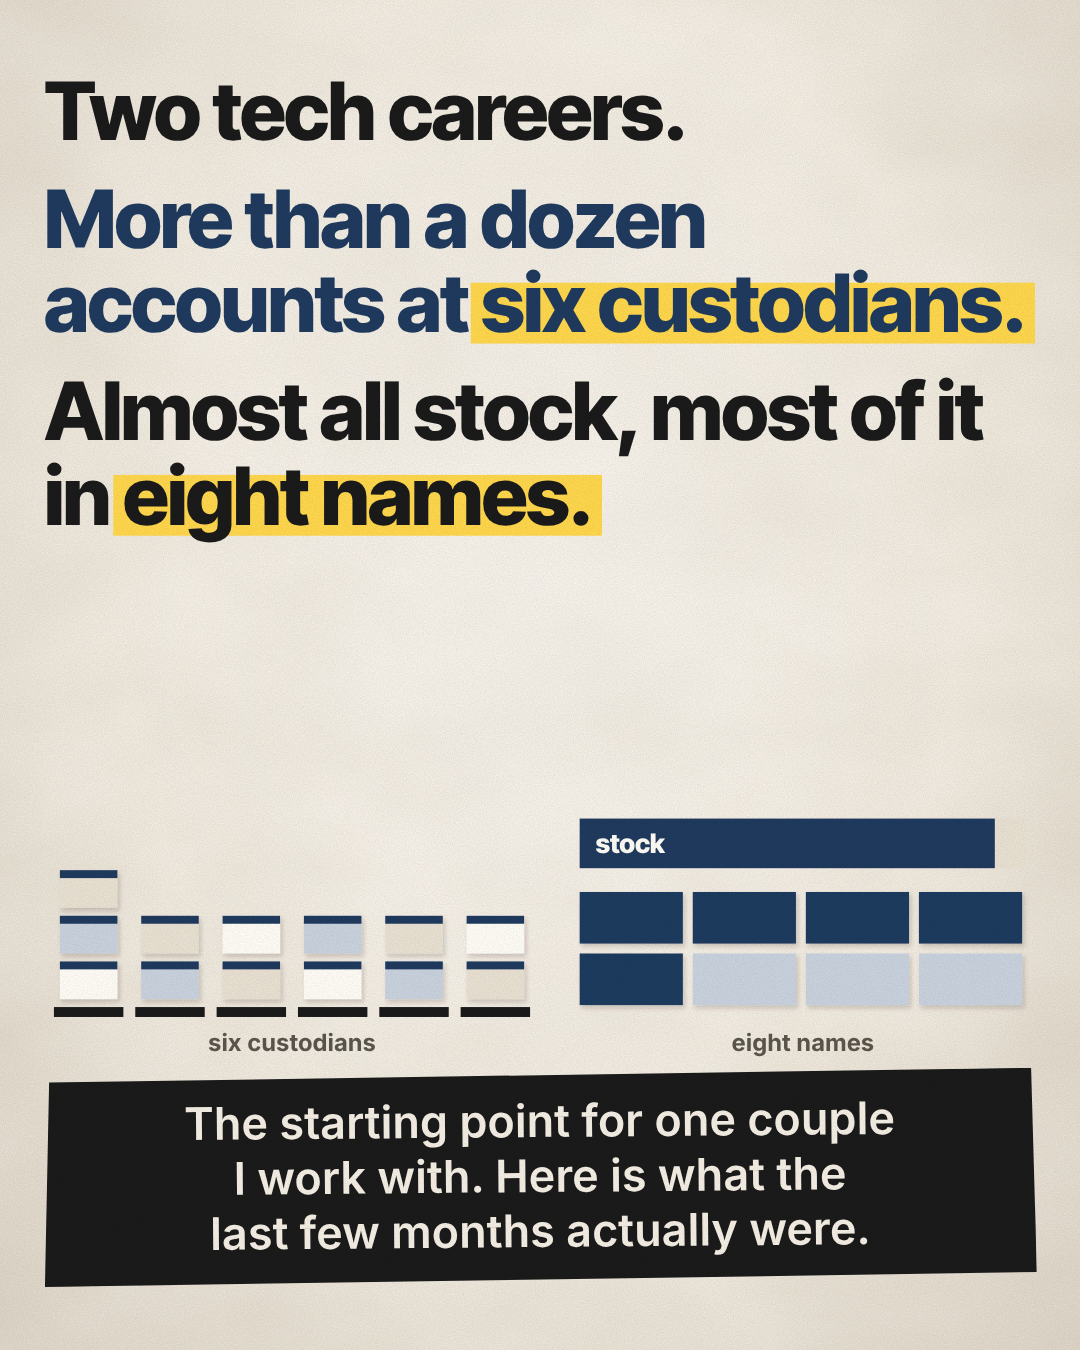 Two tech careers.
More than a dozen
accounts at six custodians.
Almost all stock, most of it
in eight names.
stock
six custodians
eight names
The starting point for one couple
I work with. Here is what the
last few months actually were.